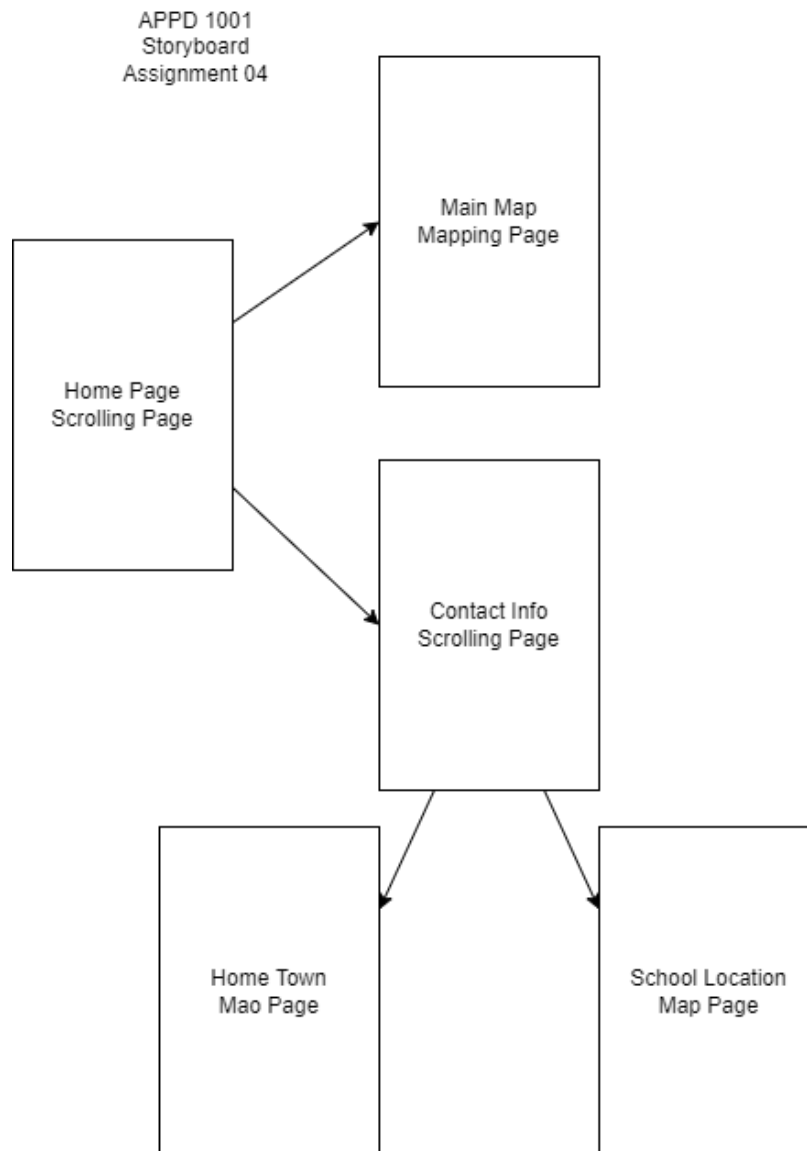 APPD 1001
Storyboard
Assignment 04
Main Map
Mapping Page
Home Page
Scrolling Page
Contact Info
Scrolling Page
Home Town
Mao Page
School Location
Map Page